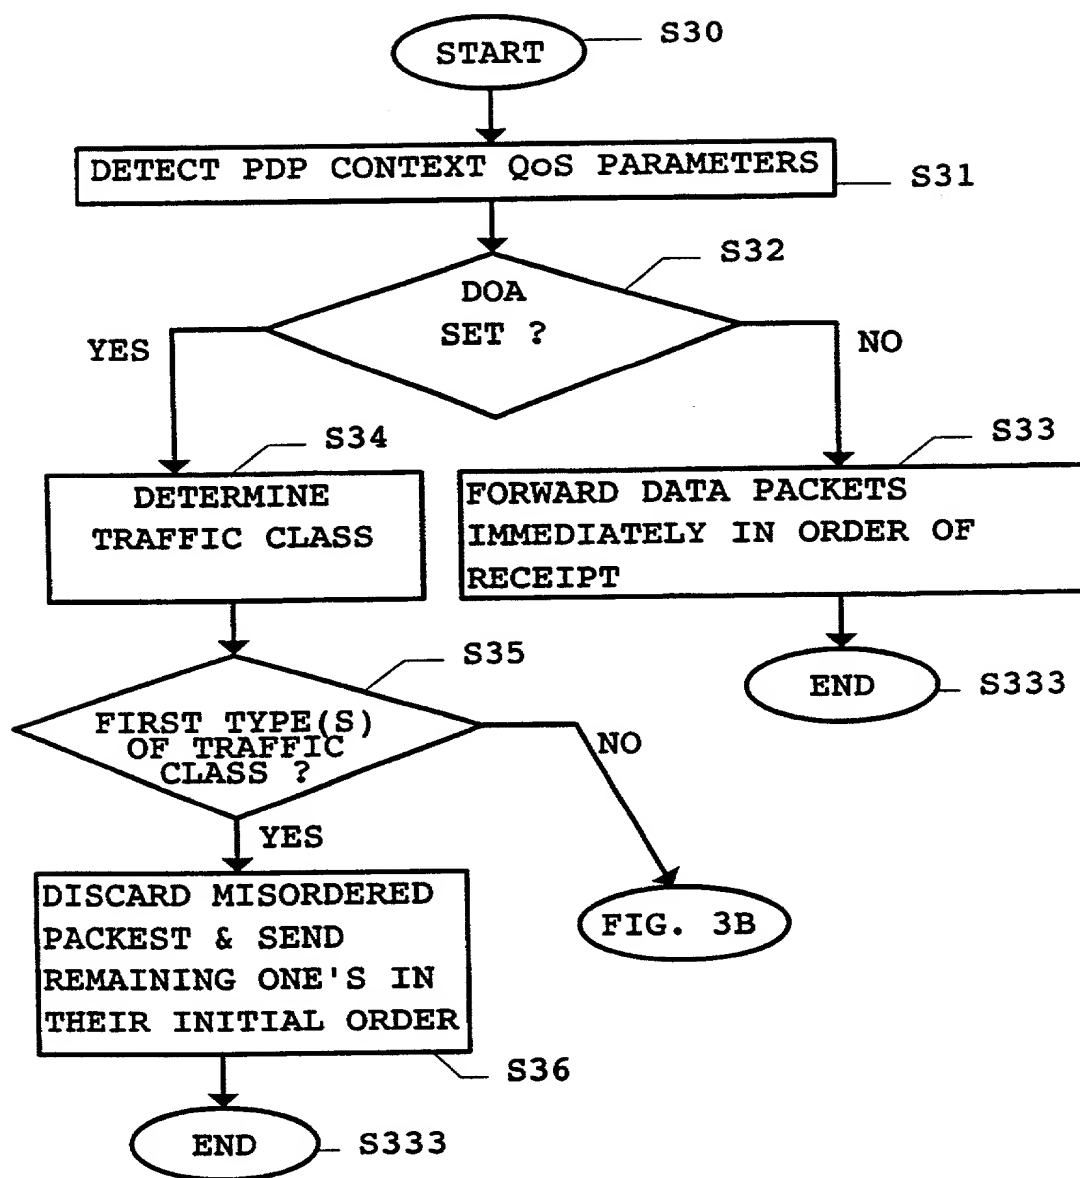 START
S30
DETECT PDP CONTEXT QoS PARAMETERS
S31
S32
DOA
SET ?
YES
NO
S34
S33
DETERMINE
TRAFFIC CLASS
FORWARD DATA PACKETS
IMMEDIATELY IN ORDER OF
RECEIPT
S35
END
S333
FIRST TYPE(S)
OF TRAFFIC
CLASS ?
NO
YES
DISCARD MISORDERED
PACKEST & SEND
REMAINING ONE'S IN
THEIR INITIAL ORDER
FIG. 3B
S36
END
S333